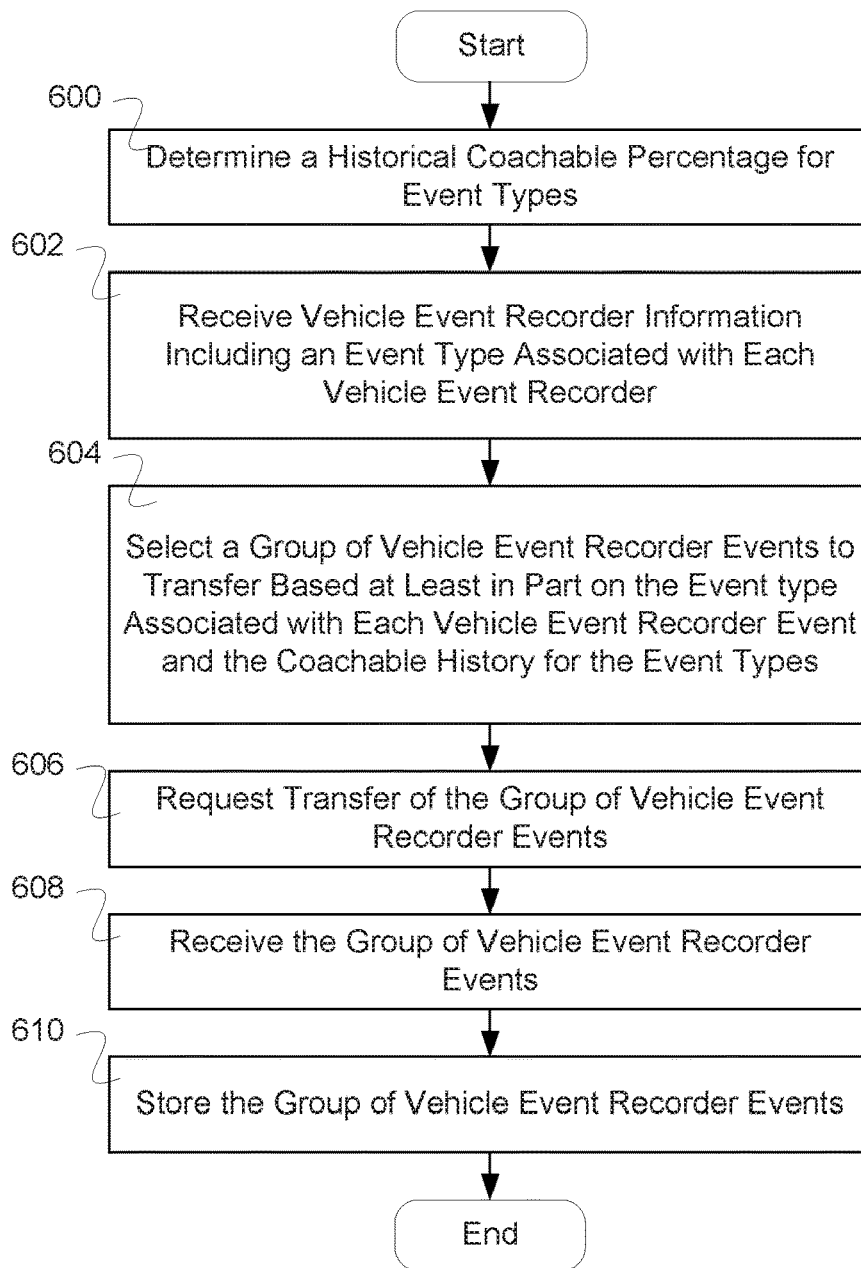 Start
600
Determine a Historical Coachable Percentage for
Event Types
602
Receive Vehicle Event Recorder Information
Including an Event Type Associated with Each
Vehicle Event Recorder
604
Select a Group of Vehicle Event Recorder Events to
Transfer Based at Least in Part on the Event type
Associated with Each Vehicle Event Recorder Event
and the Coachable History for the Event Types
606
Request Transfer of the Group of Vehicle Event
Recorder Events
608
Receive the Group of Vehicle Event Recorder
Events
610
Store the Group of Vehicle Event Recorder Events
End